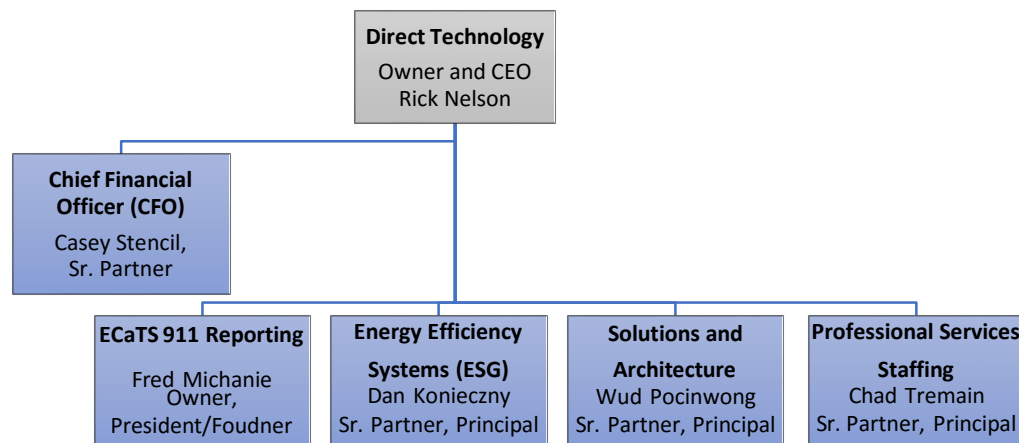 Direct Technology
Owner and CEO
Rick Nelson
Chief Financial
Officer (CFO)
Casey Stencil,
Sr. Partner
ECaTS 911 Reporting
Fred Michanie
Owner,
President/Foudner
Energy Efficiency
Systems (ESG)
Dan Konieczny
Sr. Partner, Principal
Solutions and
Architecture
Wud Pocinwong
Sr. Partner, Principal
Professional Services
Staffing
Chad Tremain
Sr. Partner, Principal